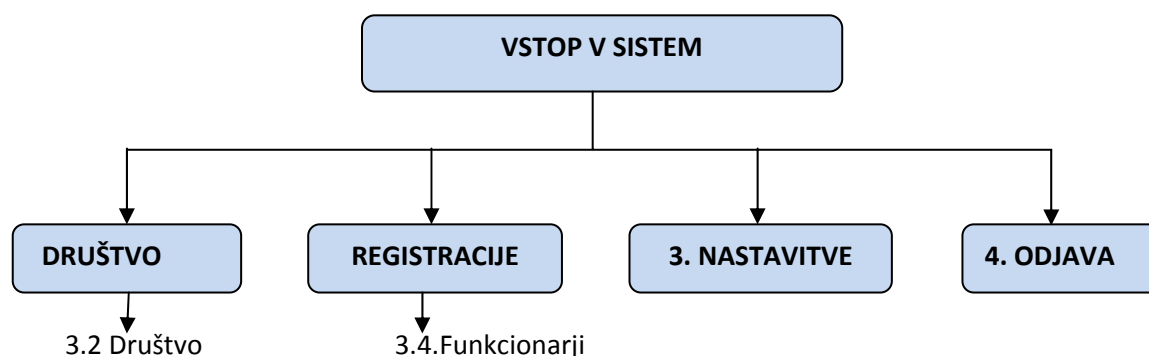 VSTOP V SISTEM
DRUŠTVO
REGISTRACIJE
3. NASTAVITVE
4. ODJAVA
3.2 Društvo
3.4.Funkcionarji